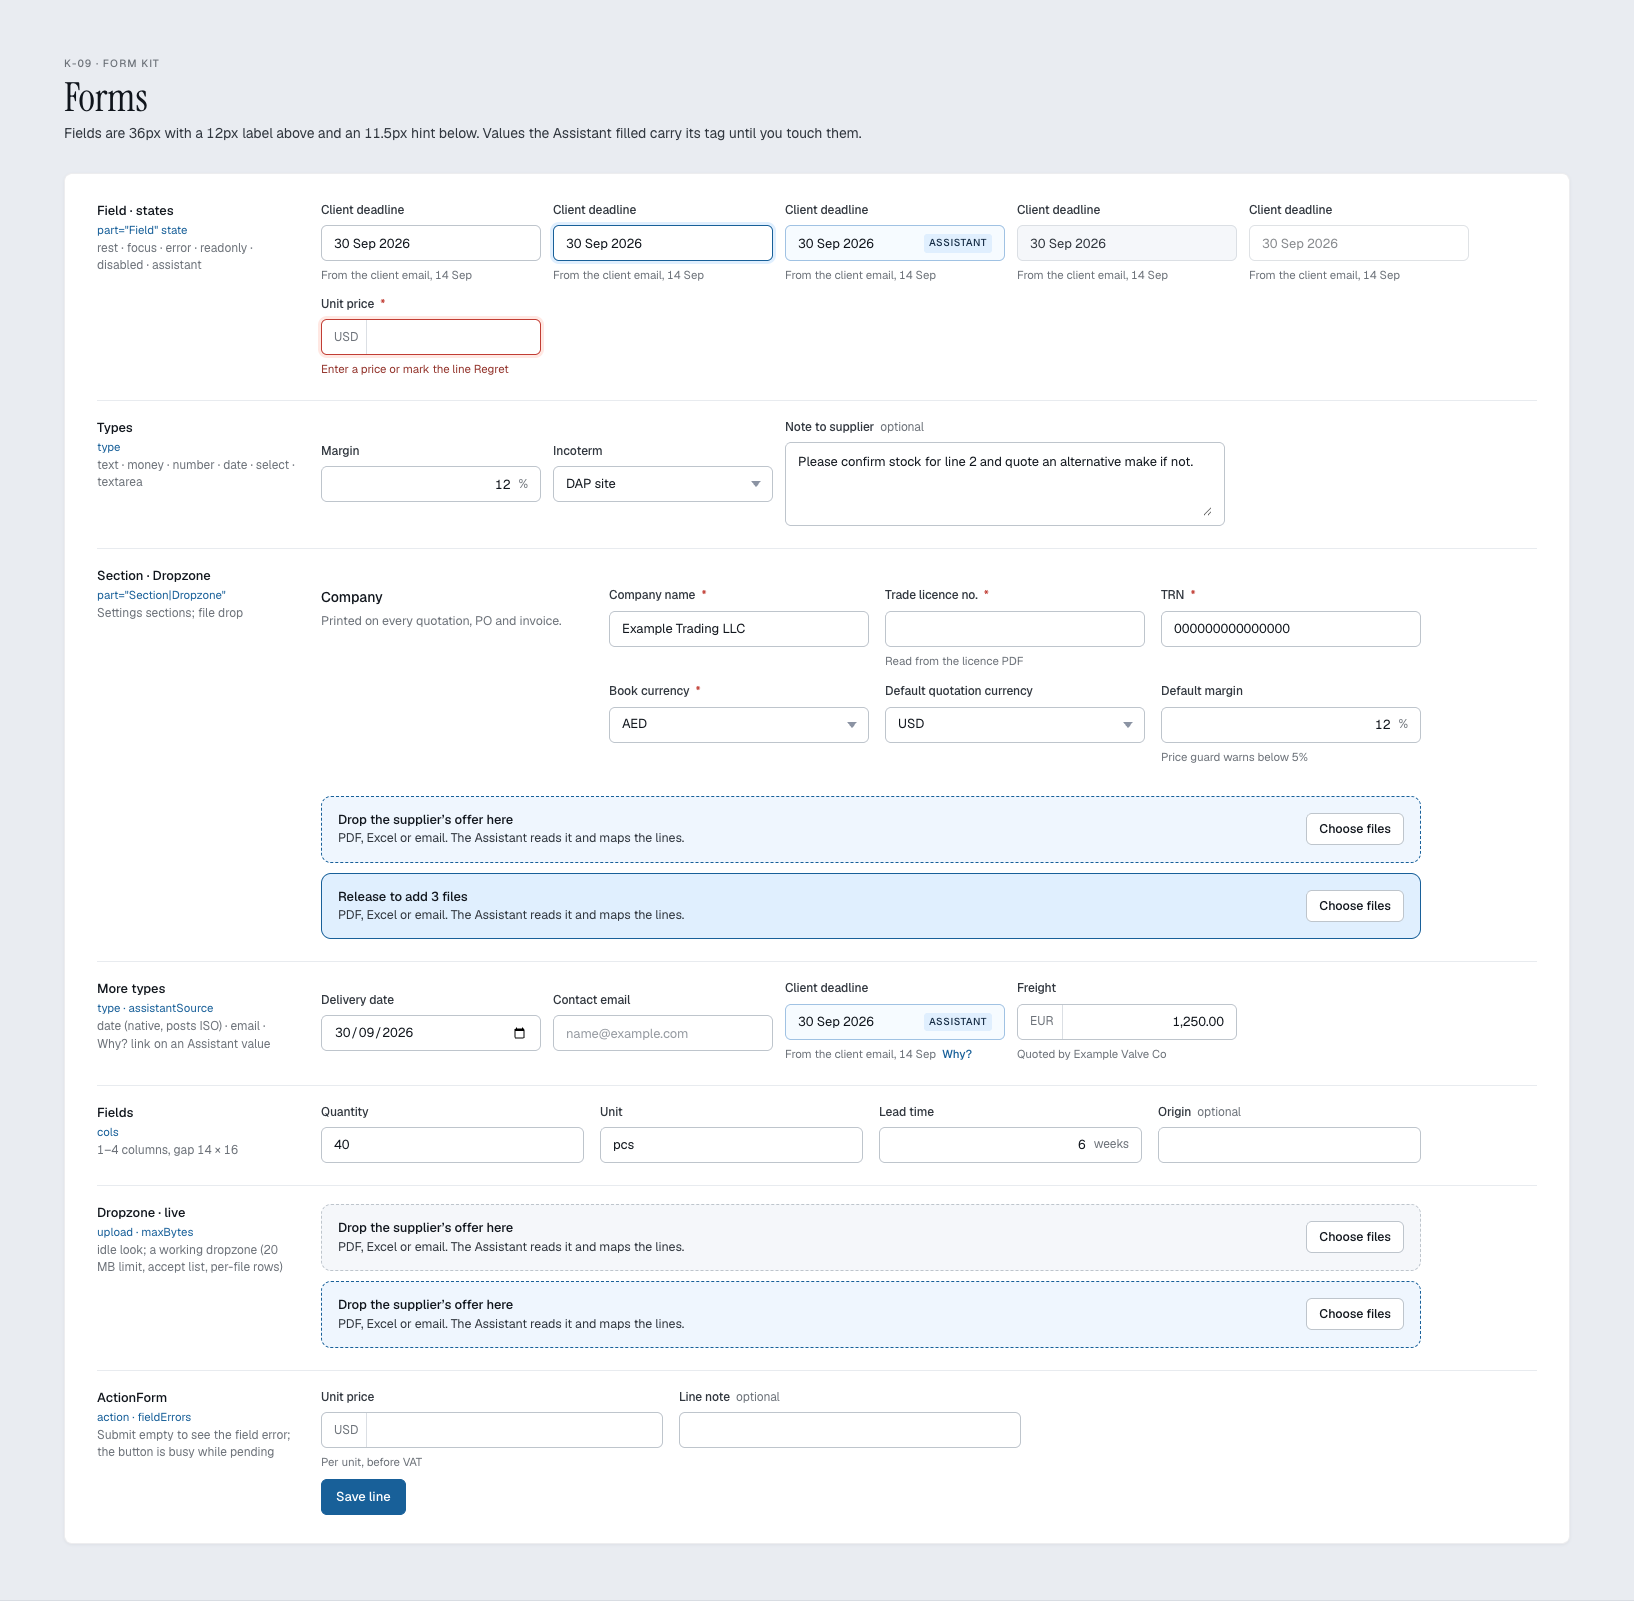 K-09 · FORM KIT
Forms
Fields are 36px with a 12px label above and an 11.5px hint below. Values the Assistant filled carry its tag until you touch them.
Field · states
part="Field" state
rest · focus · error · readonly ·
disabled · assistant
Client deadline
30 Sep 2026
From the client email, 14 Sep
Client deadline
30 Sep 2026
From the client email, 14 Sep
Client deadline
30 Sep 2026 ASSISTANT
From the client email, 14 Sep
Client deadline
30 Sep 2026
From the client email, 14 Sep
Client deadline
30 Sep 2026
From the client email, 14 Sep
Unit price *
USD
Enter a price or mark the line Regret
Types
type
text · money · number · date · select ·
textarea
Margin
12 %
Incoterm
DAP site
Note to supplier optional
Please confirm stock for line 2 and quote an alternative make if not.
Section · Dropzone
part="Section|Dropzone"
Settings sections; file drop
Company
Printed on every quotation, PO and invoice.
Company name *
Example Trading LLC
Trade licence no. *
Read from the licence PDF
TRN *
000000000000000
Book currency *
AED
Default quotation currency
USD
Default margin
12 %
Price guard warns below 5%
Drop the supplier's offer here
PDF, Excel or email. The Assistant reads it and maps the lines.
Choose files
Release to add 3 files
PDF, Excel or email. The Assistant reads it and maps the lines.
Choose files
More types
type · assistantSource
date (native, posts ISO) · email ·
Why? link on an Assistant value
Delivery date
30/09/2026
Contact email
name@example.com
Client deadline
30 Sep 2026 ASSISTANT
From the client email, 14 Sep Why?
Freight
EUR 1,250.00
Quoted by Example Valve Co
Fields
cols
1–4 columns, gap 14 × 16
Quantity
40
Unit
pcs
Lead time
6 weeks
Origin optional
Dropzone · live
upload · maxBytes
idle look; a working dropzone (20
MB limit, accept list, per-file rows)
Drop the supplier's offer here
PDF, Excel or email. The Assistant reads it and maps the lines.
Choose files
Drop the supplier's offer here
PDF, Excel or email. The Assistant reads it and maps the lines.
Choose files
ActionForm
action · fieldErrors
Submit empty to see the field error;
the button is busy while pending
Unit price
USD
Per unit, before VAT
Line note optional
Save line